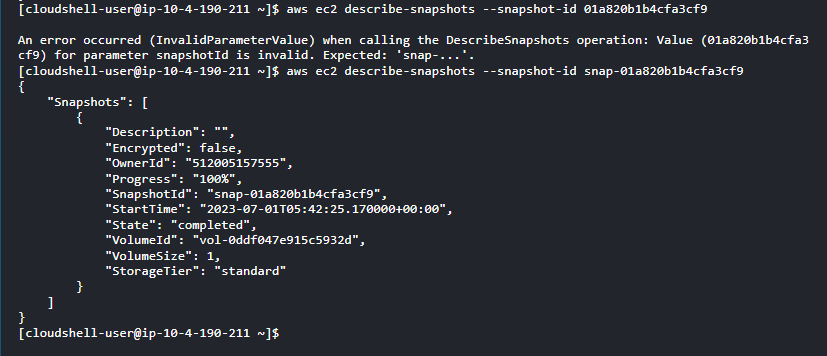 [cloudshell-user@ip-10-4-190-211 ~]$ aws ec2 describe-snapshots --snapshot-id 01a820b1b4cfa3cf9

An error occurred (InvalidParameterValue) when calling the DescribeSnapshots operation: Value (01a820b1b4cfa3
cf9) for parameter snapshotId is invalid. Expected: 'snap-...'.
[cloudshell-user@ip-10-4-190-211 ~]$ aws ec2 describe-snapshots --snapshot-id snap-01a820b1b4cfa3cf9
{
    "Snapshots": [
        {
            "Description": "",
            "Encrypted": false,
            "OwnerId": "512005157555",
            "Progress": "100%",
            "SnapshotId": "snap-01a820b1b4cfa3cf9",
            "StartTime": "2023-07-01T05:42:25.170000+00:00",
            "State": "completed",
            "VolumeId": "vol-0ddf047e915c5932d",
            "VolumeSize": 1,
            "StorageTier": "standard"
        }
    ]
}
[cloudshell-user@ip-10-4-190-211 ~]$